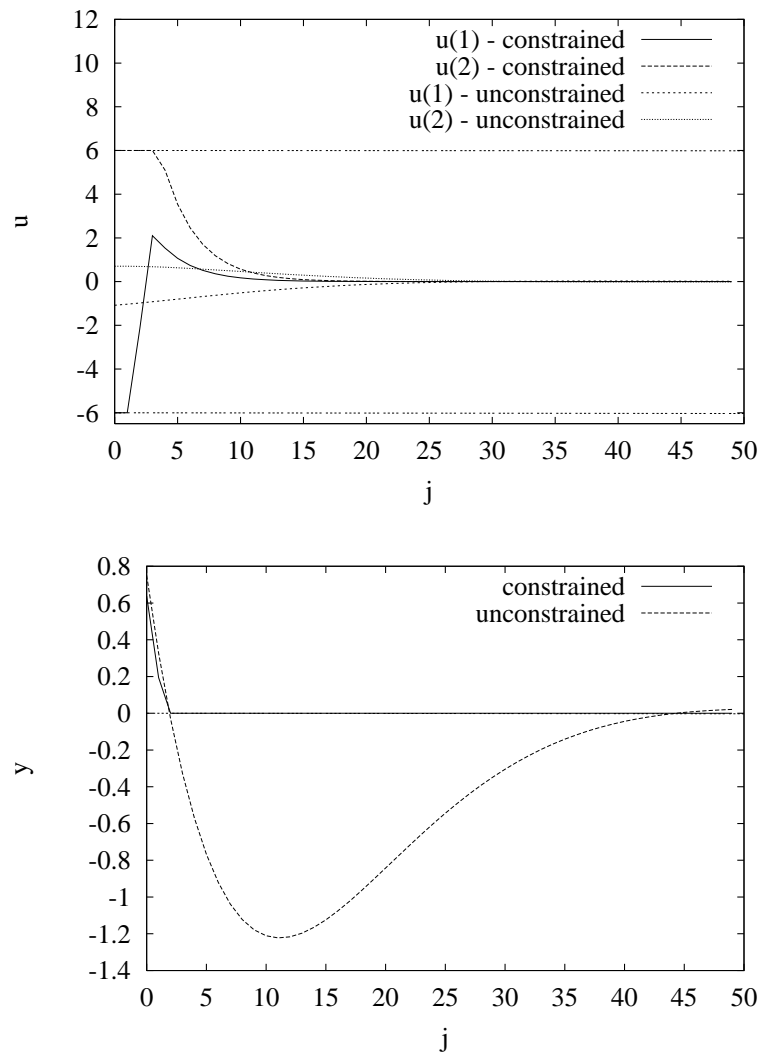 12
10
8
6
4
2
0
-2
-4
-6
u
u(1) - constrained
u(2) - constrained
u(1) - unconstrained
u(2) - unconstrained
0 5 10 15 20 25 30 35 40 45 50
j
0.8
0.6
0.4
0.2
0
-0.2
-0.4
-0.6
-0.8
-1
-1.2
-1.4
y
constrained
unconstrained
0 5 10 15 20 25 30 35 40 45 50
j